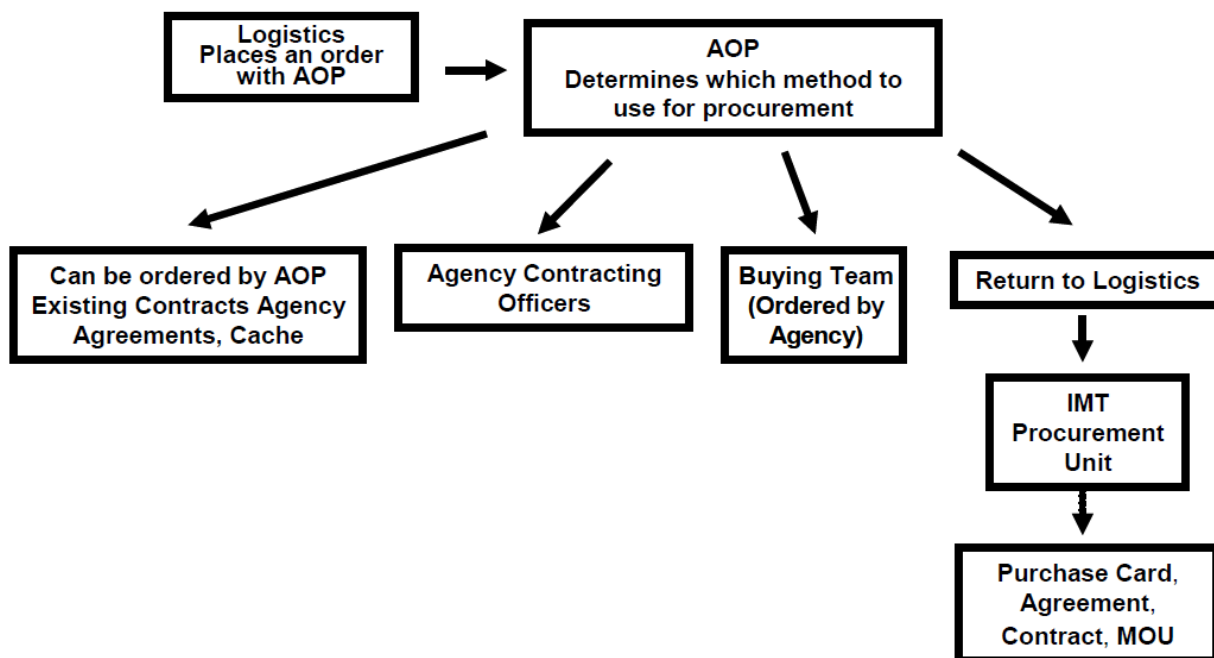 Logistics
Places an order
with AOP
AOP
Determines which method to
use for procurement
Can be ordered by AOP
Existing Contracts Agency
Agreements, Cache
Agency Contracting
Officers
Buying Team
(Ordered by
Agency)
Return to Logistics
IMT
Procurement
Unit
Purchase Card,
Agreement,
Contract, MOU